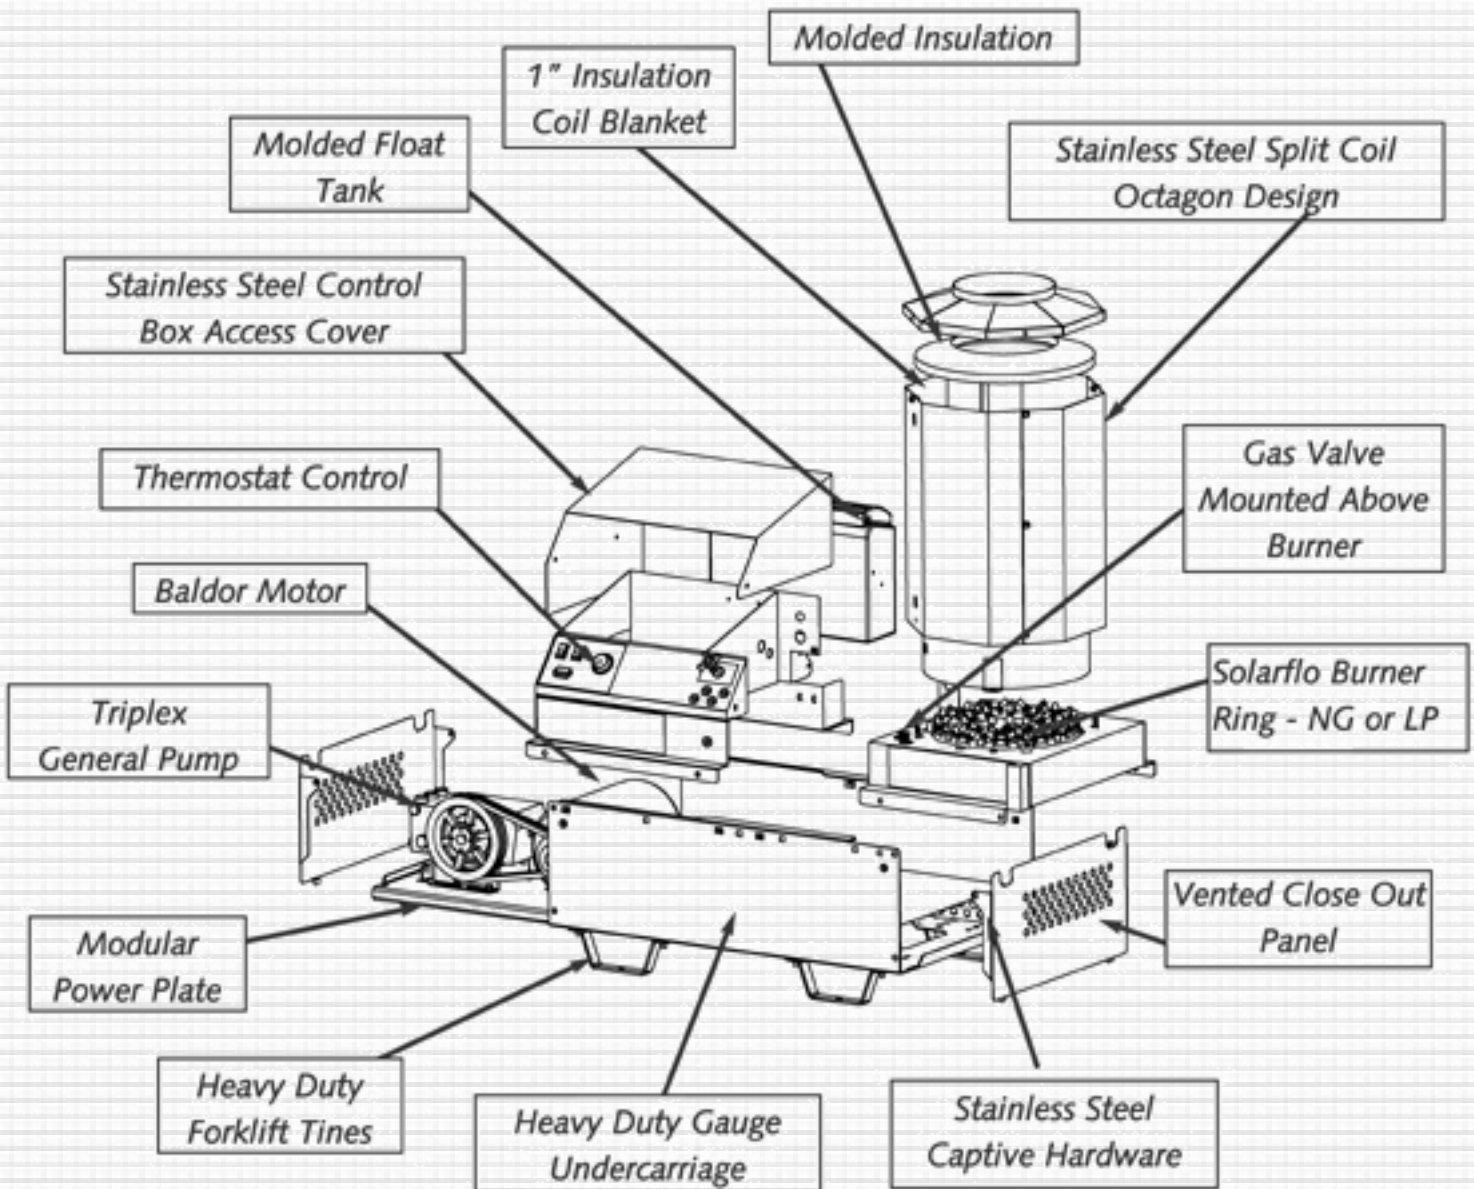 Molded Insulation
1" Insulation
Coil Blanket
Molded Float
Tank
Stainless Steel Split Coil
Octagon Design
Stainless Steel Control
Box Access Cover
Thermostat Control
Gas Valve
Mounted Above
Burner
Baldor Motor
Solarflo Burner
Ring - NG or LP
Triplex
General Pump
Vented Close Out
Panel
Modular
Power Plate
Heavy Duty
Forklift Tines
Heavy Duty Gauge
Undercarriage
Stainless Steel
Captive Hardware